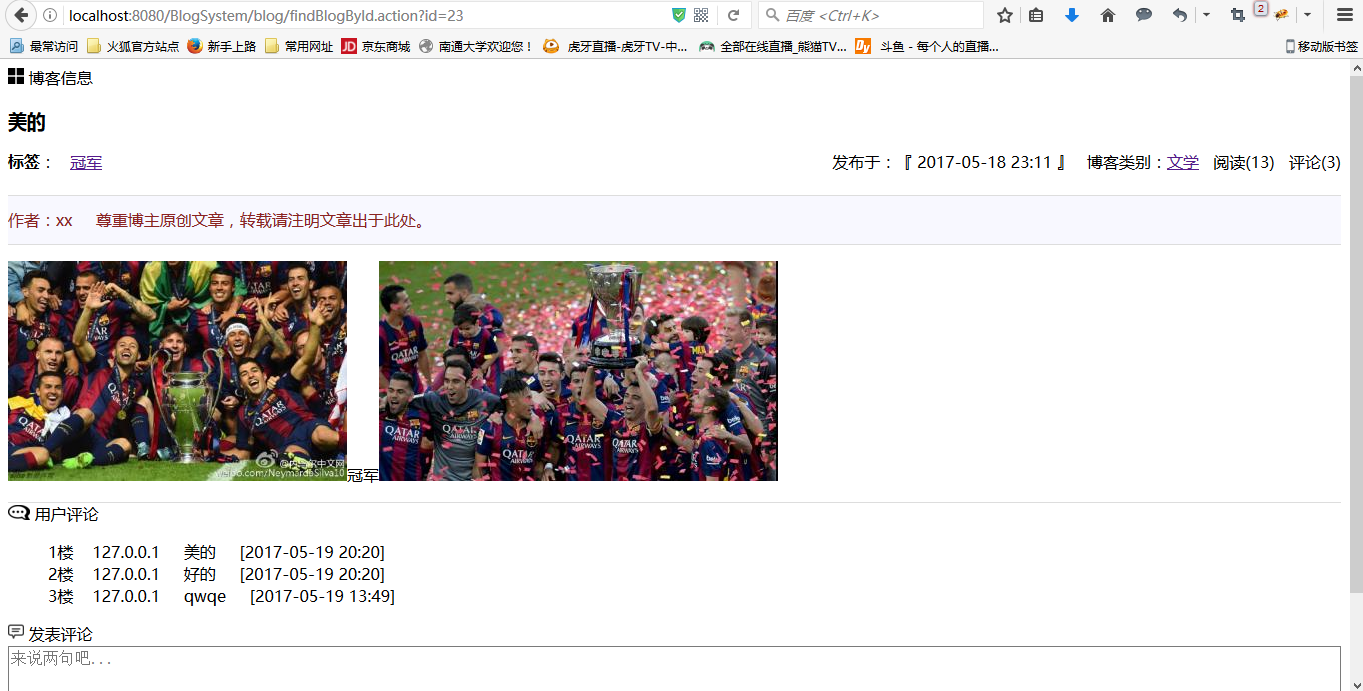 localhost:8080/BlogSystem/blog/findBlogById.action?id=23
百度 <Ctrl+K>
2
最常访问 火狐官方站点 新手上路 常用网址 JD 京东商城 南通大学欢迎您！ 虎牙直播-虎牙TV-中... 全部在线直播_熊猫TV... Dy 斗鱼 - 每个人的直播... 移动版书签
博客信息
美的
标签： 冠军 发布于：『 2017-05-18 23:11 』 博客类别：文学 阅读(13) 评论(3)
作者：xx 尊重博主原创文章，转载请注明文章出于此处。
QATAR
AIRWAYS
weibo.com/NeymardaSilva10
冠军
用户评论
1楼 127.0.0.1 美的 [2017-05-19 20:20]
2楼 127.0.0.1 好的 [2017-05-19 20:20]
3楼 127.0.0.1 qwqe [2017-05-19 13:49]
发表评论
来说两句吧...